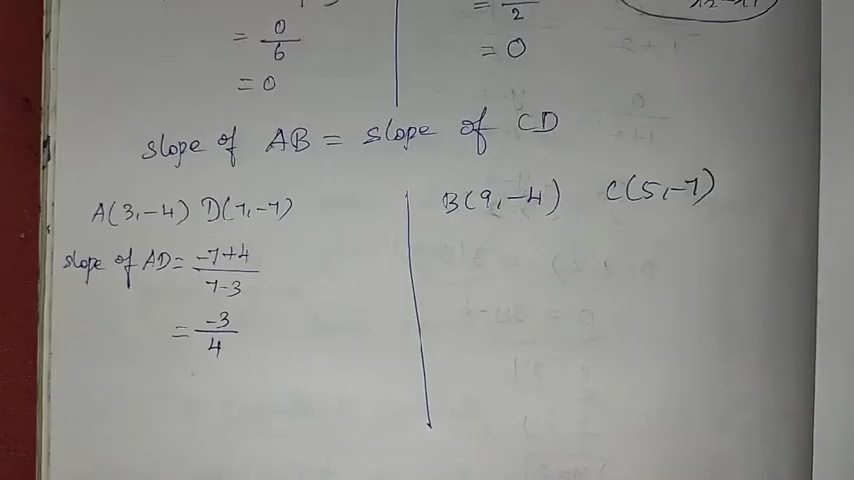 = 0/6
= 0
2
= 0
slope of AB = slope of CD
A(3,-4) D(7,-7)
slope of AD = -7+4/7-3
= -3/4
B(9,-4) C(5,-7)